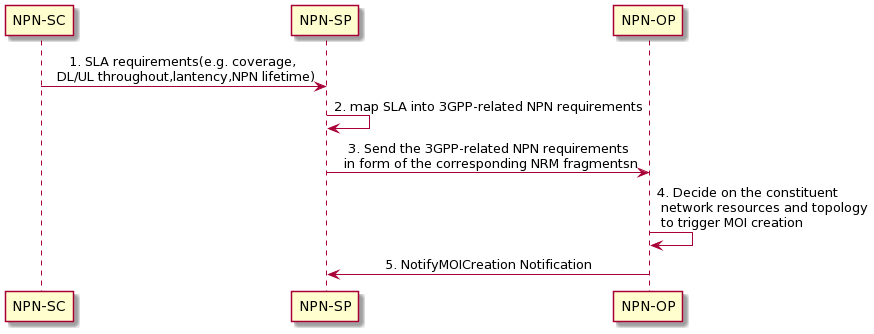 NPN-SC NPN-SP NPN-OP
1. SLA requirements(e.g. coverage,
DL/UL throughout,lantency,NPN lifetime)
2. map SLA into 3GPP-related NPN requirements
3. Send the 3GPP-related NPN requirements
in form of the corresponding NRM fragmentsn
4. Decide on the constituent
network resources and topology
to trigger MOI creation
5. NotifyMOICreation Notification
NPN-SC NPN-SP NPN-OP